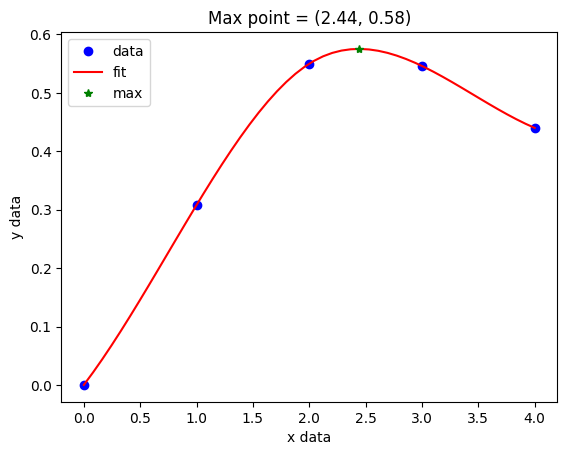 Max point = (2.44, 0.58)
data
fit
max
0.6
0.5
0.4
0.3
0.2
0.1
0.0
y data
0.0 0.5 1.0 1.5 2.0 2.5 3.0 3.5 4.0
x data